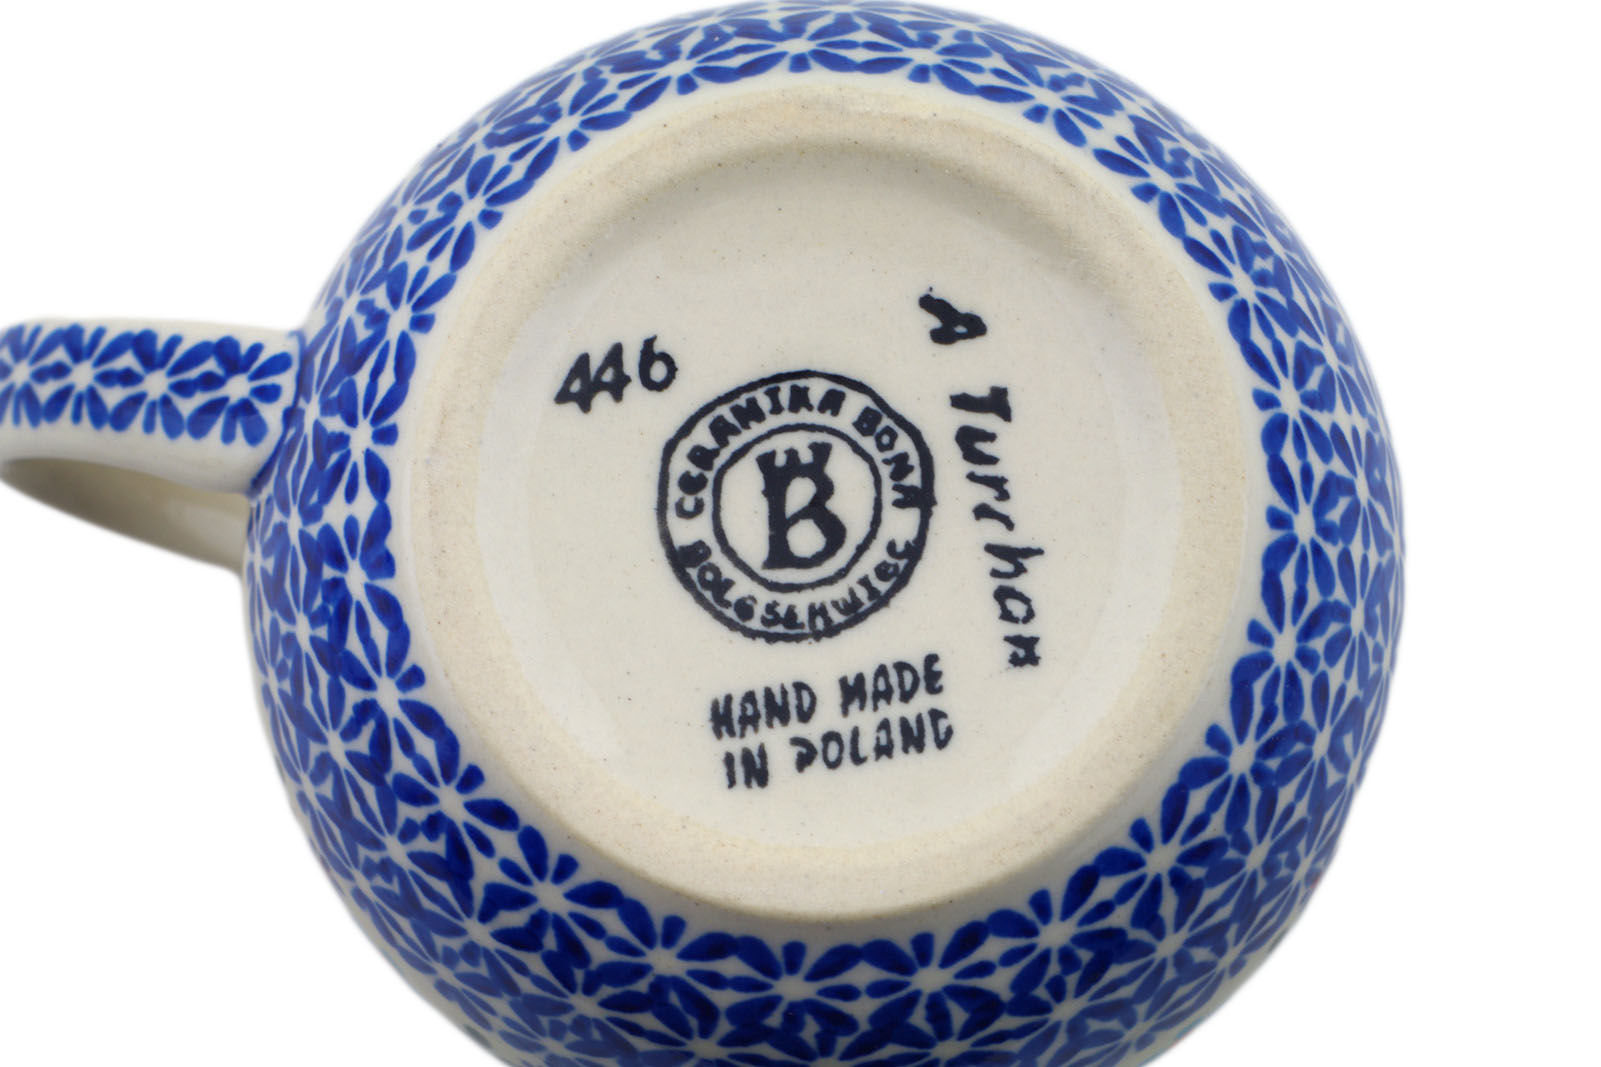 446
A Turchan
CERAMIKA BONA
BOLESŁAWIEC
B
HAND MADE
IN POLAND